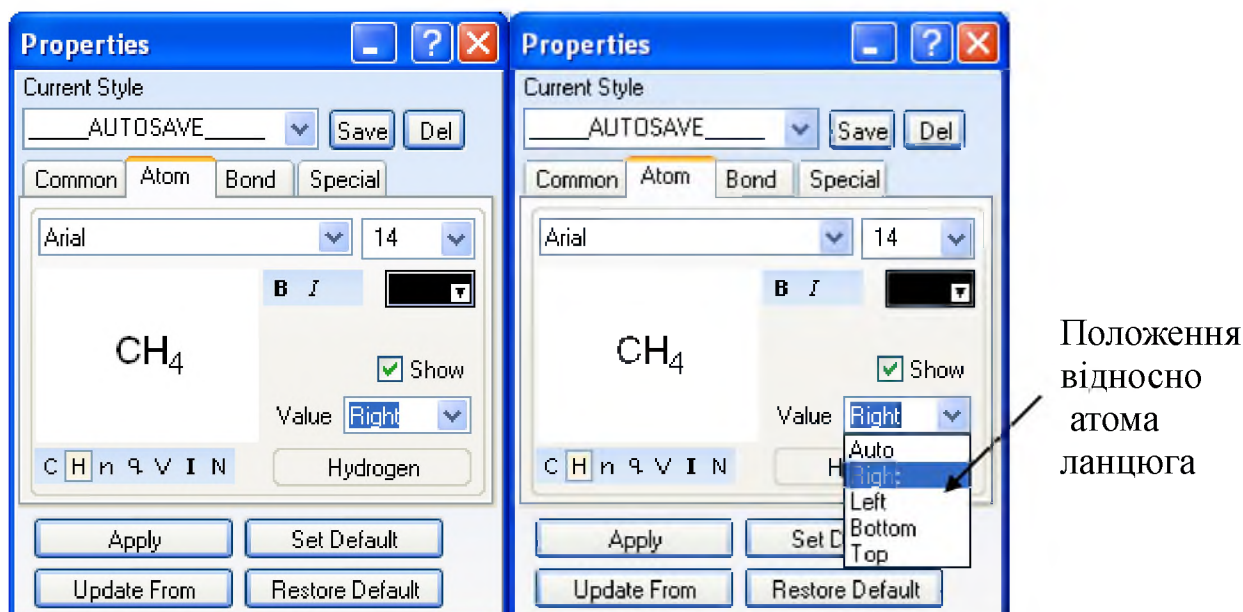 Properties
Current Style
_____AUTOSAVE_____ Save Del
Common Atom Bond Special
Arial 14
B I
CH₄
Show
Value Right
C H n q V I N Hydrogen
Apply Set Default
Update From Restore Default
Properties
Current Style
_____AUTOSAVE_____ Save Del
Common Atom Bond Special
Arial 14
B I
CH₄
Show
Value Right
Auto
Right
Left
Bottom
Top
C H n q V I N H
Apply Set D
Update From Restore Default
Положення
відносно
атома
ланцюга